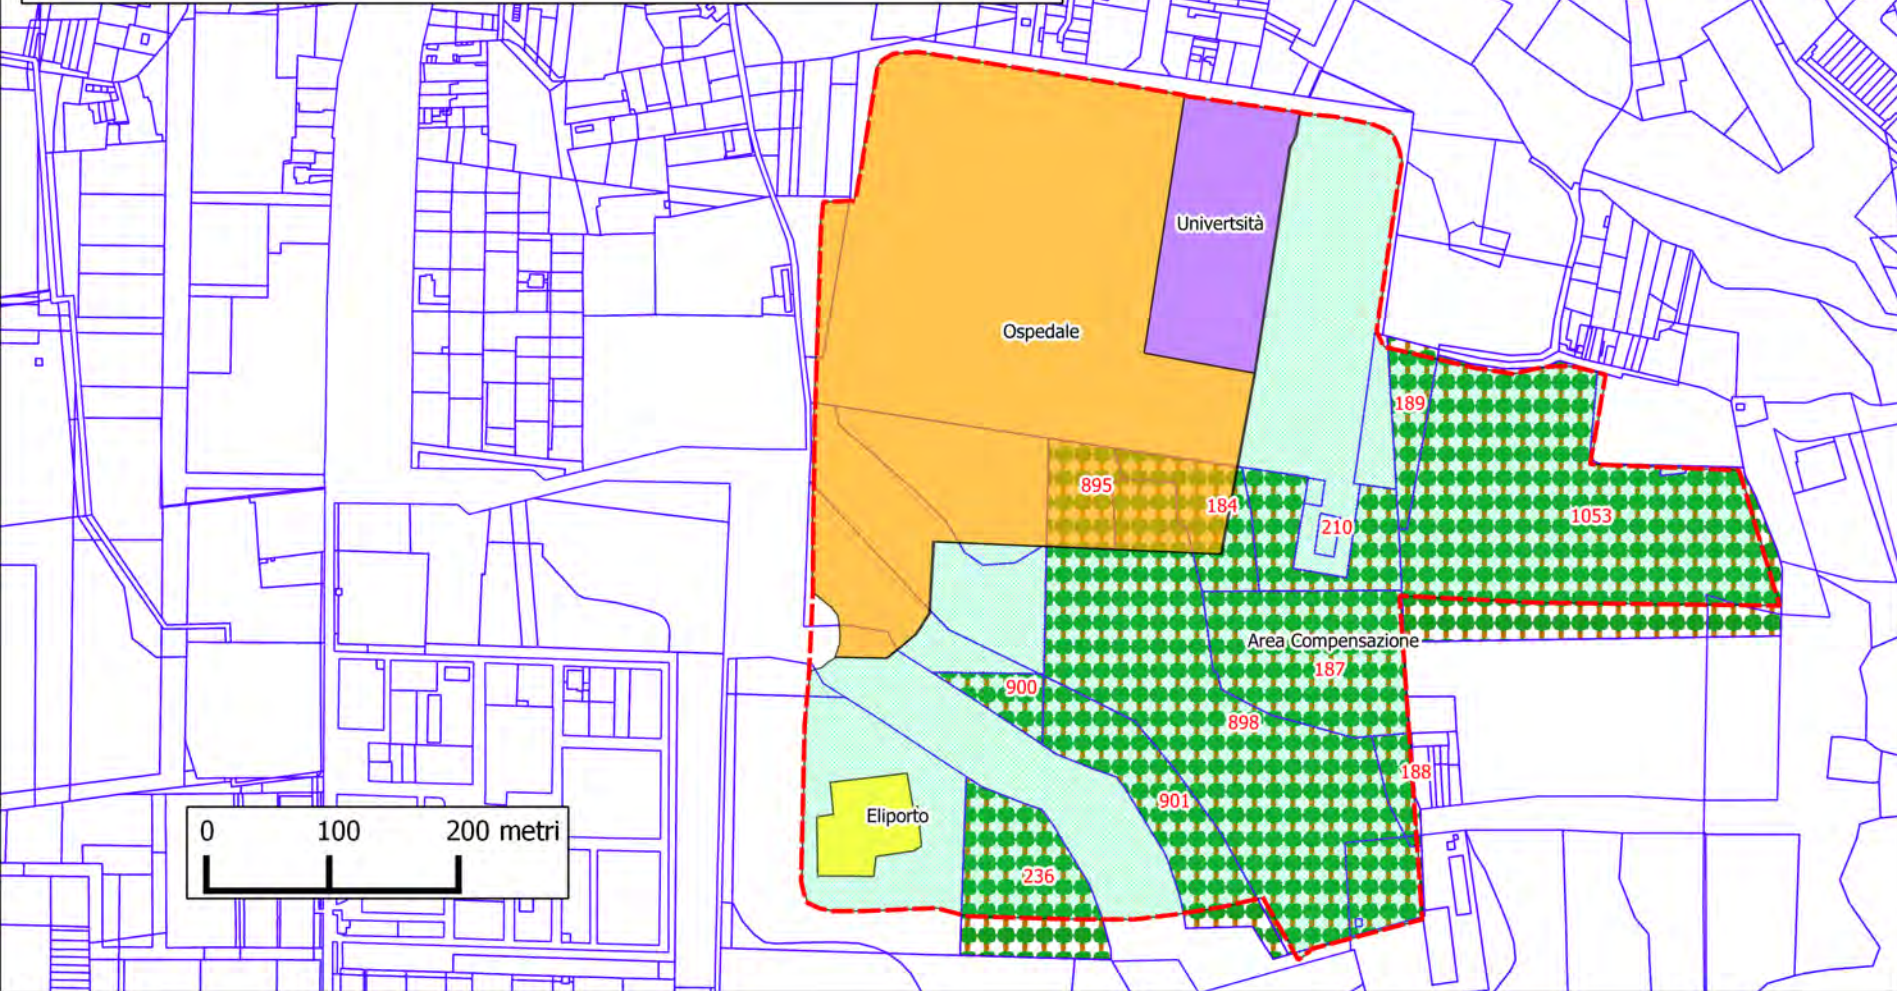 Univertsità
Ospedale
189
895
184
210
1053
Area Compensazione
187
900
898
188
901
Eliporto
236
0 100 200 metri